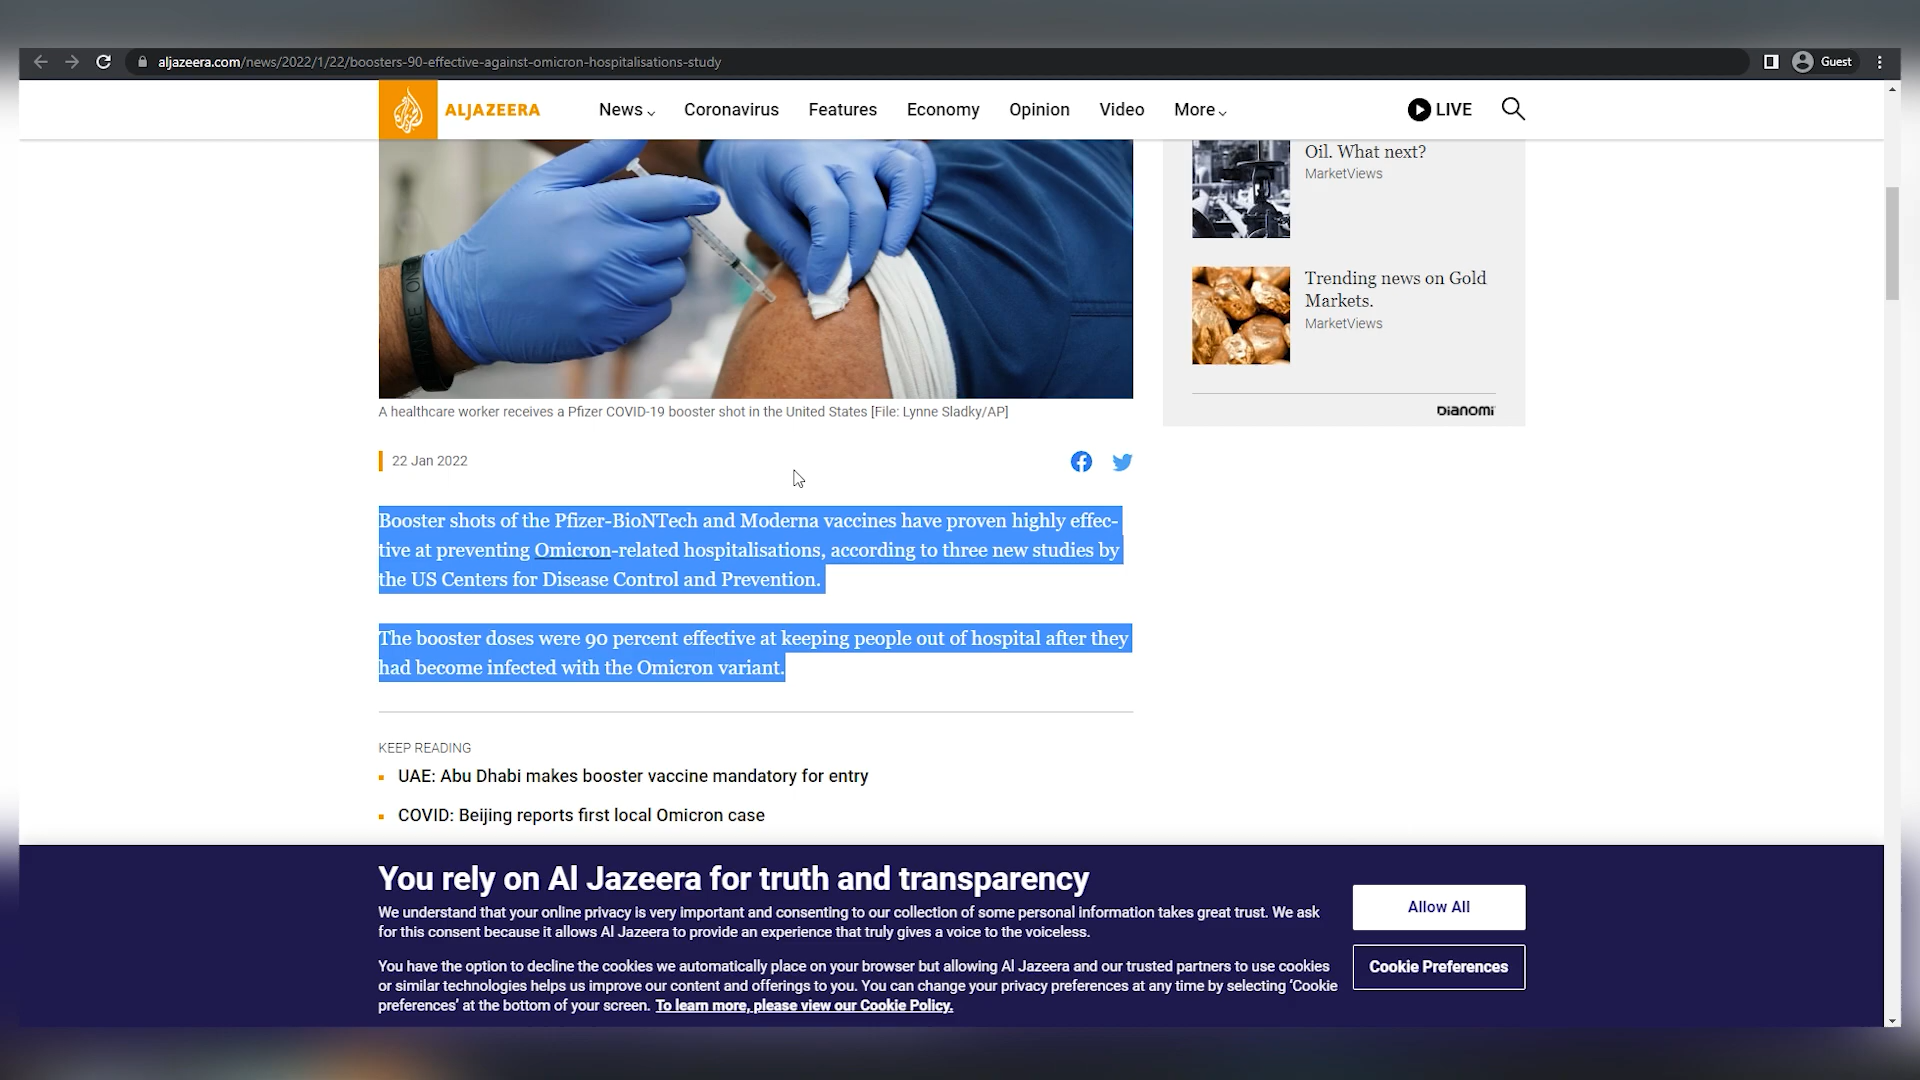 aljazeera.com/news/2022/1/22/boosters-90-effective-against-omicron-hospitalisations-study
Guest
ALJAZEERA
News
Coronavirus
Features
Economy
Opinion
Video
More
LIVE
Oil. What next?
MarketViews
Trending news on Gold
Markets.
MarketViews
DIANOMI
A healthcare worker receives a Pfizer COVID-19 booster shot in the United States [File: Lynne Sladky/AP]
22 Jan 2022
Booster shots of the Pfizer-BioNTech and Moderna vaccines have proven highly effec-
tive at preventing Omicron-related hospitalisations, according to three new studies by
the US Centers for Disease Control and Prevention.
The booster doses were 90 percent effective at keeping people out of hospital after they
had become infected with the Omicron variant.
KEEP READING
UAE: Abu Dhabi makes booster vaccine mandatory for entry
COVID: Beijing reports first local Omicron case
You rely on Al Jazeera for truth and transparency
We understand that your online privacy is very important and consenting to our collection of some personal information takes great trust. We ask
for this consent because it allows Al Jazeera to provide an experience that truly gives a voice to the voiceless.
You have the option to decline the cookies we automatically place on your browser but allowing Al Jazeera and our trusted partners to use cookies
or similar technologies helps us improve our content and offerings to you. You can change your privacy preferences at any time by selecting ‘Cookie
preferences’ at the bottom of your screen. To learn more, please view our Cookie Policy.
Allow All
Cookie Preferences